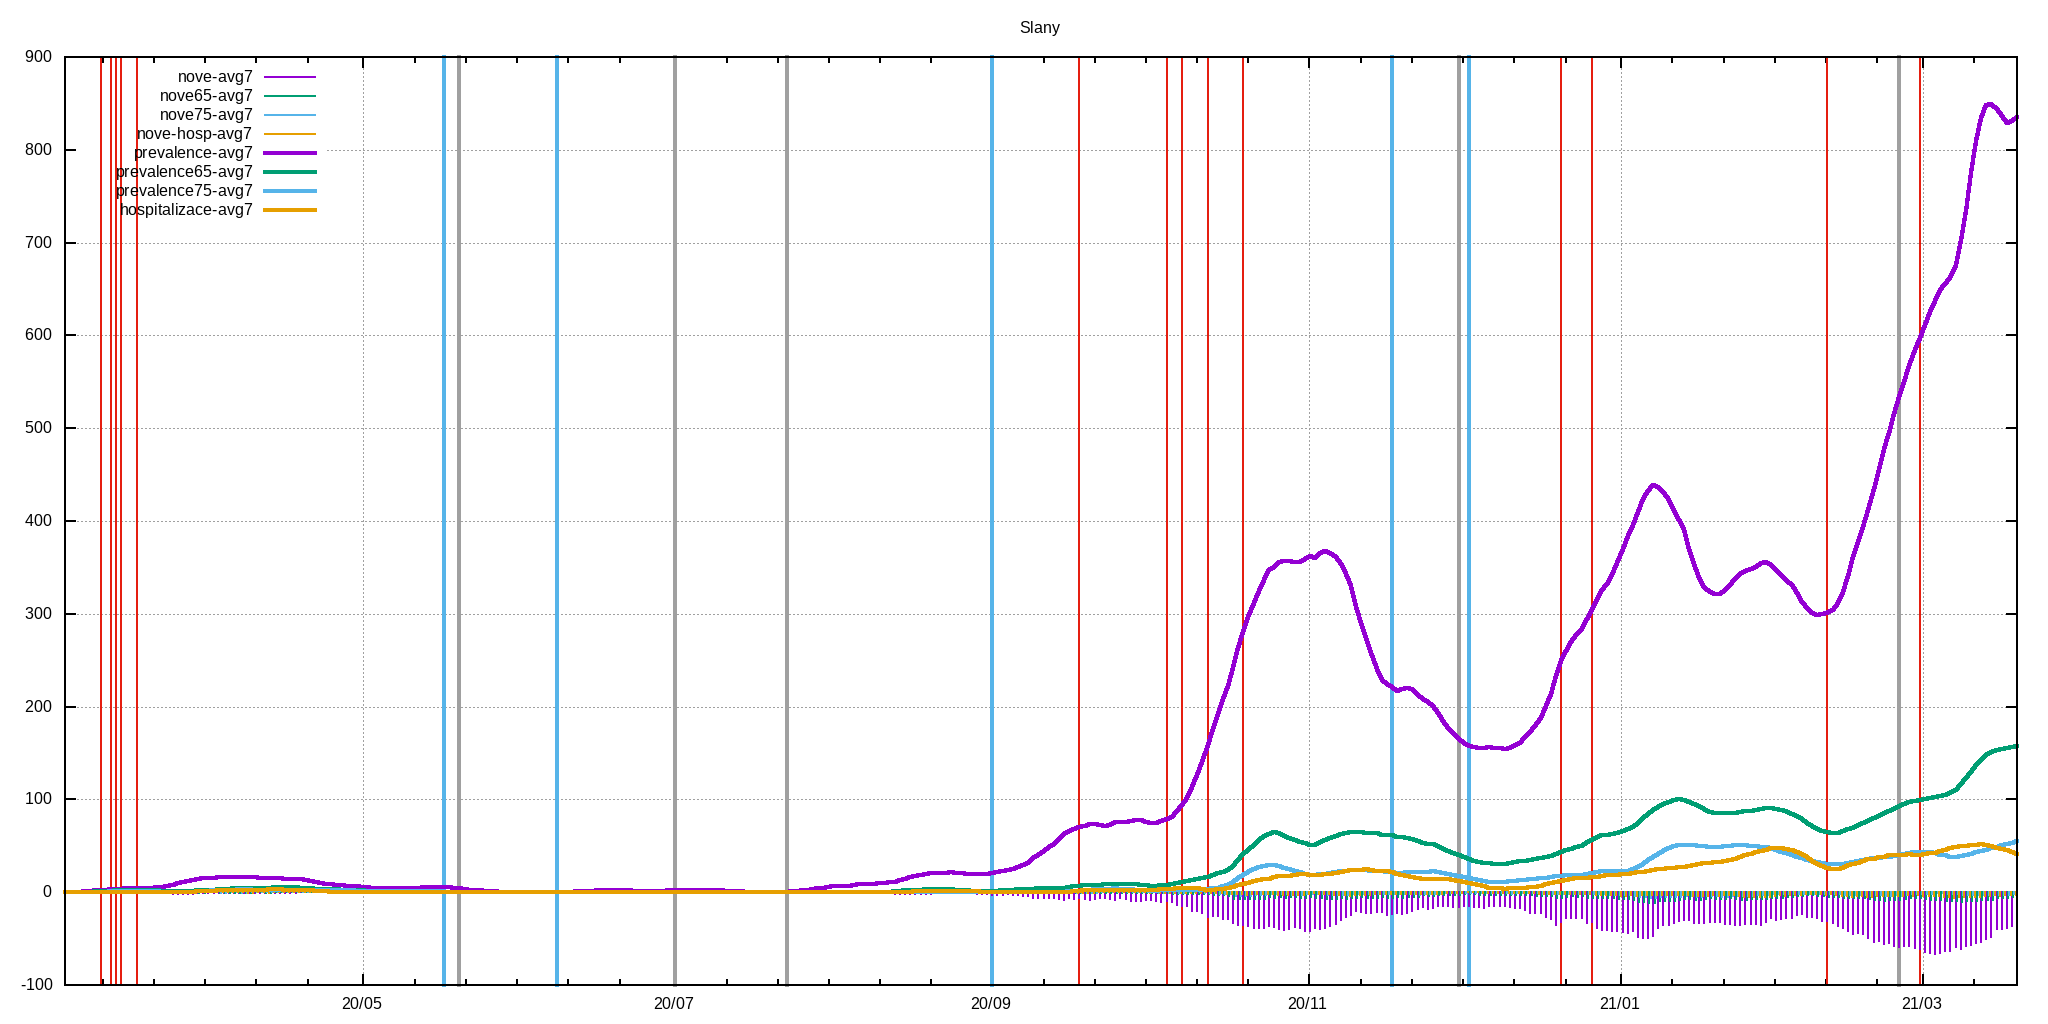 Slany
900
800
700
600
500
400
300
200
100
0
-100
nove-avg7
nove65-avg7
nove75-avg7
nove-hosp-avg7
prevalence-avg7
prevalence65-avg7
prevalence75-avg7
hospitalizace-avg7
20/05
20/07
20/09
20/11
21/01
21/03